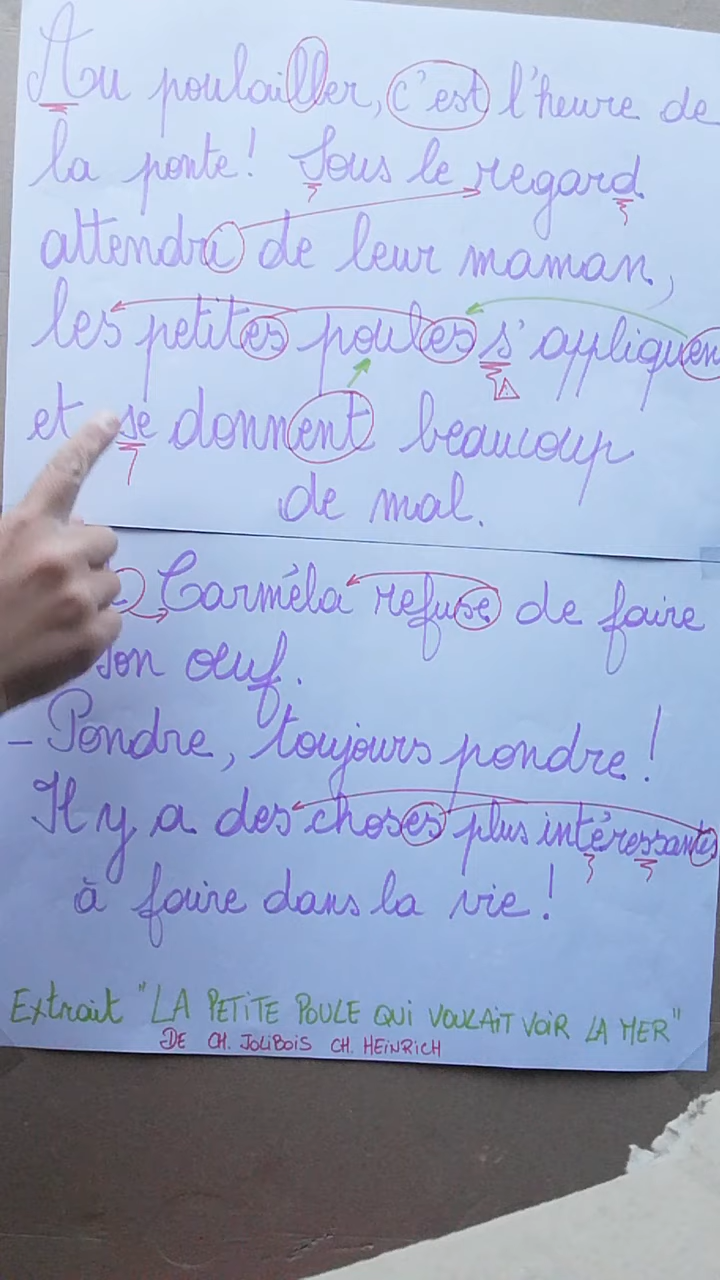 Au poulailler, c'est l'heure de
la ponte! Sous le regard
attendri de leur maman,
les petites poules s'appliquen
et se donnent beaucoup
de mal.
Carméla refuse de faire
son œuf.
- Pondre, toujours pondre!
Il y a des choses plus intéressantes
à faire dans la vie!
Extrait "LA PETITE POULE QUI VOULAIT VOIR LA MER"
DE CH. JOLIBOIS CH. HEINRICH